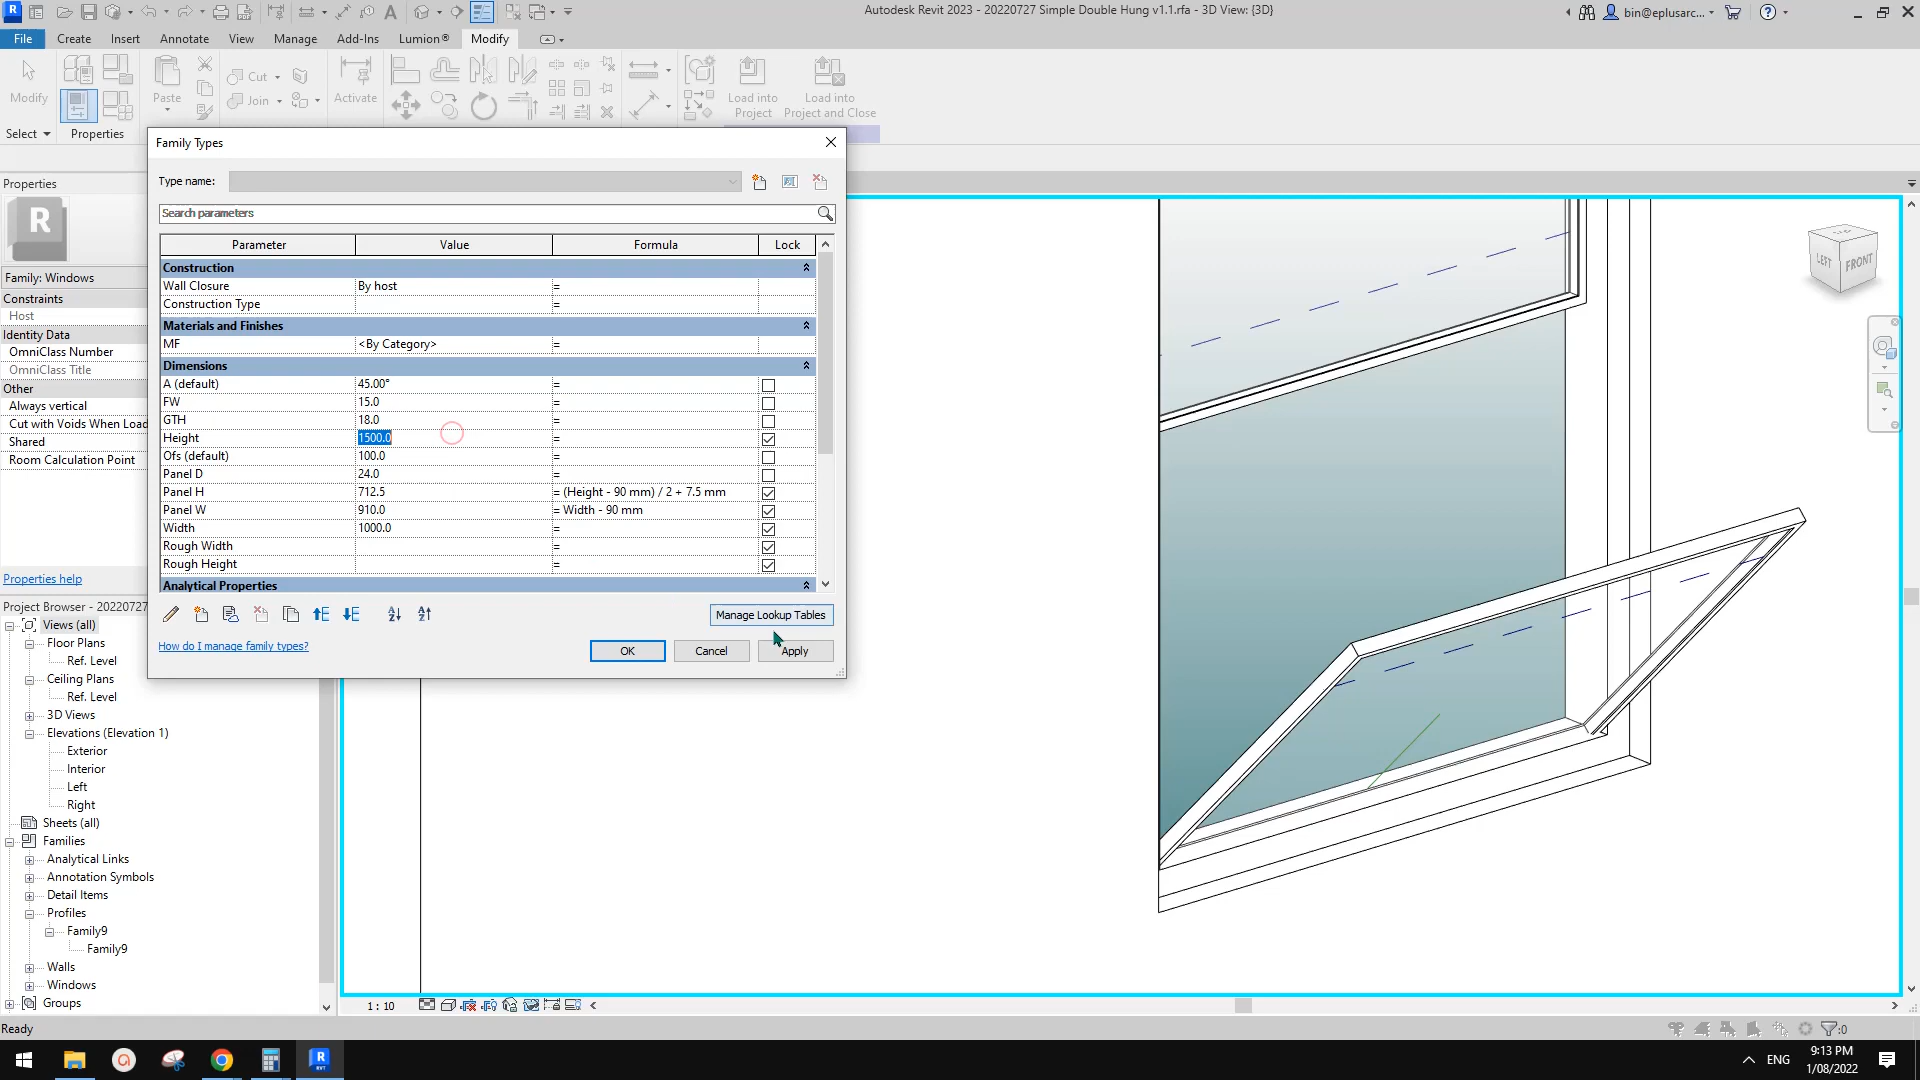 Autodesk Revit 2023 - 20220727 Simple Double Hung v1.1.rfa - 3D View: {3D}
bin@eplusarc...
File
Create
Insert
Annotate
View
Manage
Add-Ins
Lumion®
Modify
Modify
Paste
Cut
Join
Activate
Load into
Project
Load into
Project and Close
Select
Properties
Family Types
Type name:
Search parameters
Parameter
Value
Formula
Lock
Construction
Wall Closure
By host
=
Construction Type
=
Materials and Finishes
MF
<By Category>
=
Dimensions
A (default)
45.00°
=
FW
15.0
=
GTH
18.0
=
Height
1500.0
=
Ofs (default)
100.0
=
Panel D
24.0
=
Panel H
712.5
= (Height - 90 mm) / 2 + 7.5 mm
Panel W
910.0
= Width - 90 mm
Width
1000.0
=
Rough Width
=
Rough Height
=
Analytical Properties
Manage Lookup Tables
How do I manage family types?
OK
Cancel
Apply
Properties
R
Family: Windows
Constraints
Host
Identity Data
OmniClass Number
OmniClass Title
Other
Always vertical
Cut with Voids When Load
Shared
Room Calculation Point
Properties help
Project Browser - 20220727
Views (all)
Floor Plans
Ref. Level
Ceiling Plans
Ref. Level
3D Views
Elevations (Elevation 1)
Exterior
Interior
Left
Right
Sheets (all)
Families
Analytical Links
Annotation Symbols
Detail Items
Profiles
Family9
Family9
Walls
Windows
Groups
LEFT
FRONT
1 : 10
Ready
:0
ENG
9:13 PM
1/08/2022